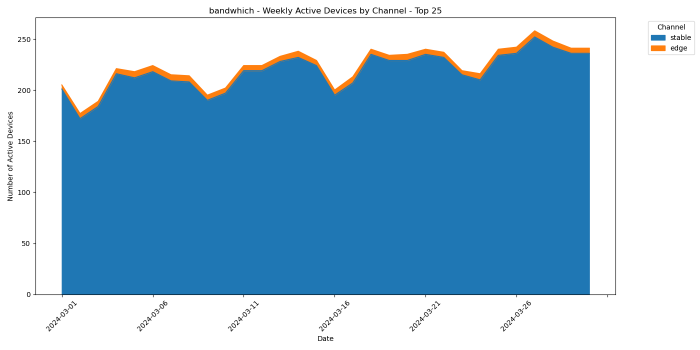 bandwhich - Weekly Active Devices by Channel - Top 25
Channel
stable
edge
Number of Active Devices
250
200
150
100
50
0
2024-03-01
2024-03-06
2024-03-11
2024-03-16
2024-03-21
2024-03-26
Date